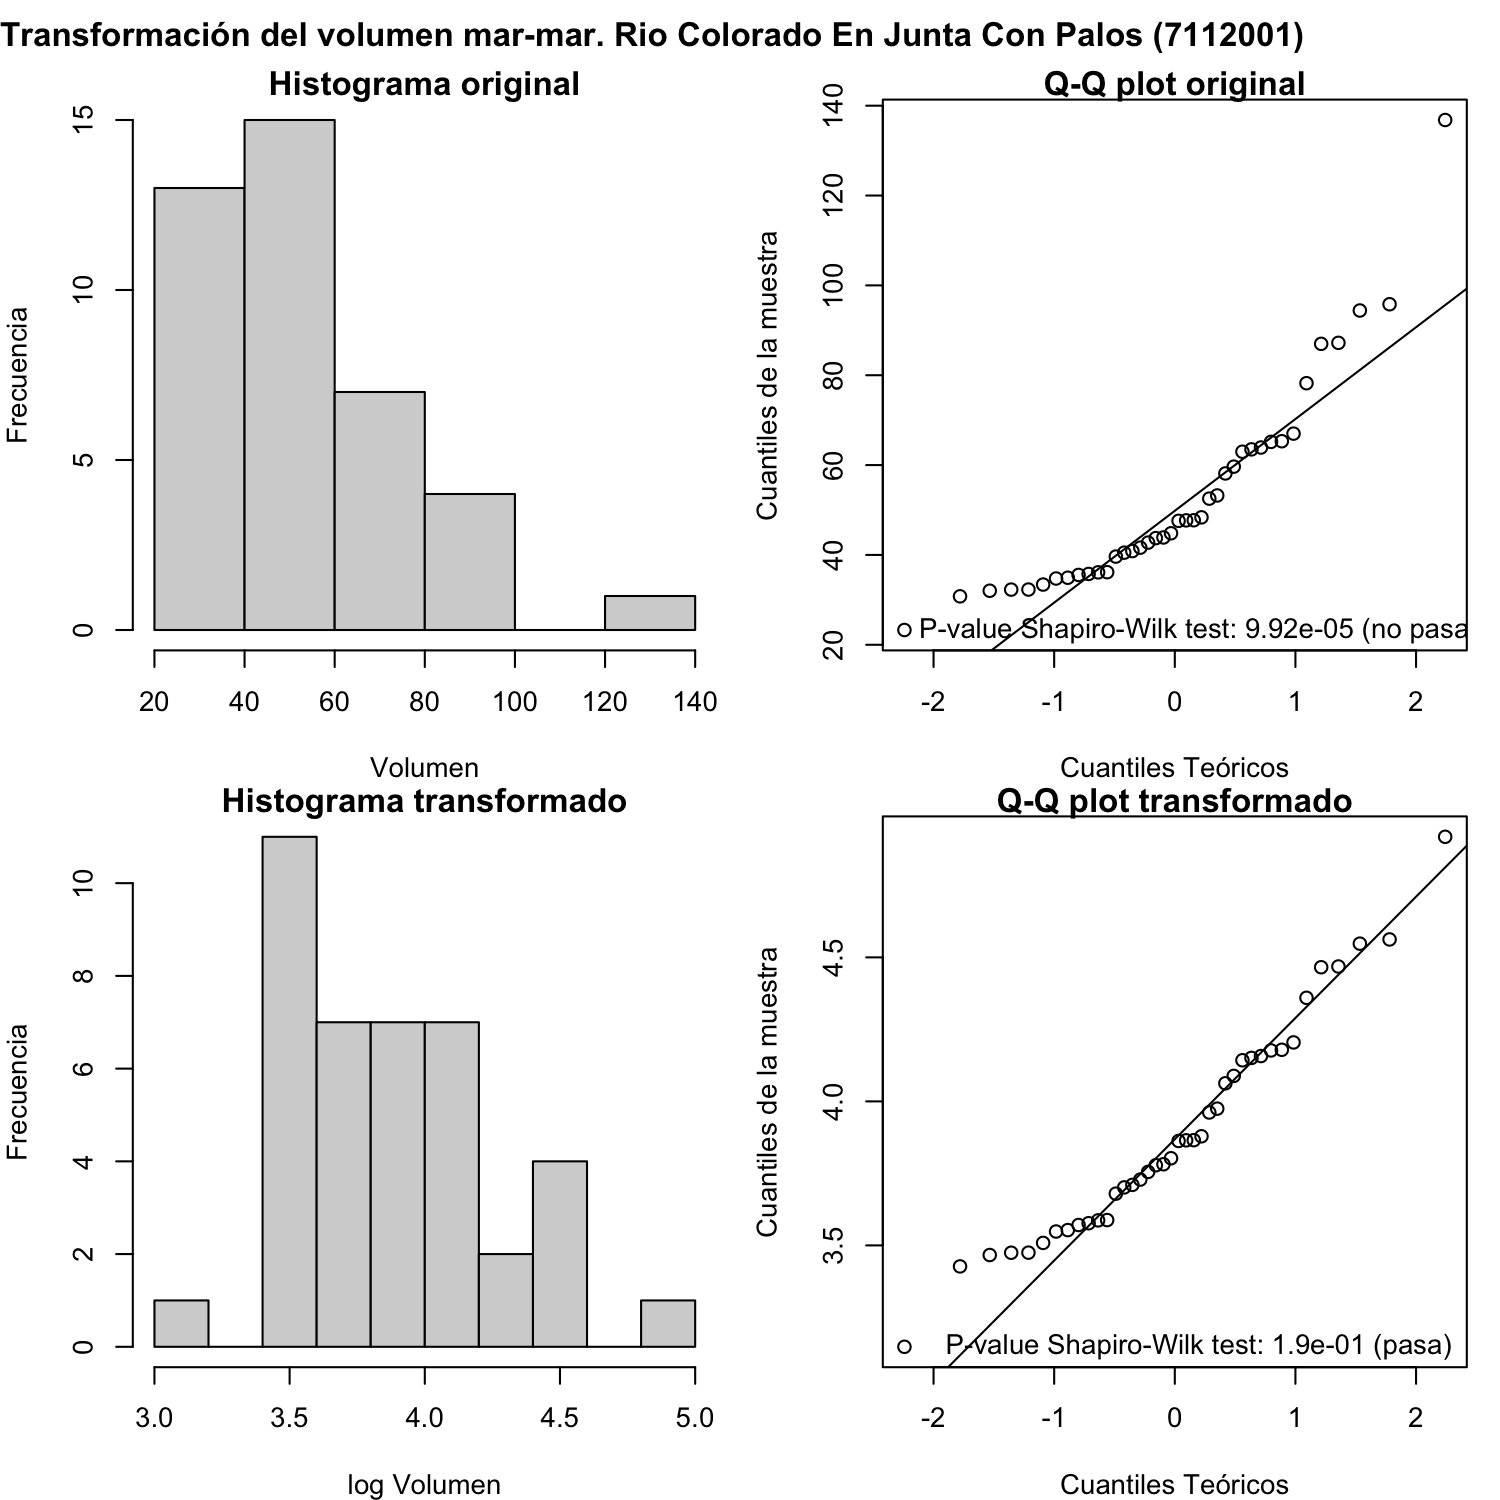 Transformación del volumen mar-mar. Rio Colorado En Junta Con Palos (7112001)
Histograma original
Frecuencia
0 5 10 15
20 40 60 80 100 120 140
Volumen
Q-Q plot original
Cuantiles de la muestra
20 40 60 80 100 120 140
P-value Shapiro-Wilk test: 9.92e-05 (no pasa
-2 -1 0 1 2
Cuantiles Teóricos
Histograma transformado
Frecuencia
0 2 4 6 8 10
3.0 3.5 4.0 4.5 5.0
log Volumen
Q-Q plot transformado
Cuantiles de la muestra
3.5 4.0 4.5
P-value Shapiro-Wilk test: 1.9e-01 (pasa)
-2 -1 0 1 2
Cuantiles Teóricos